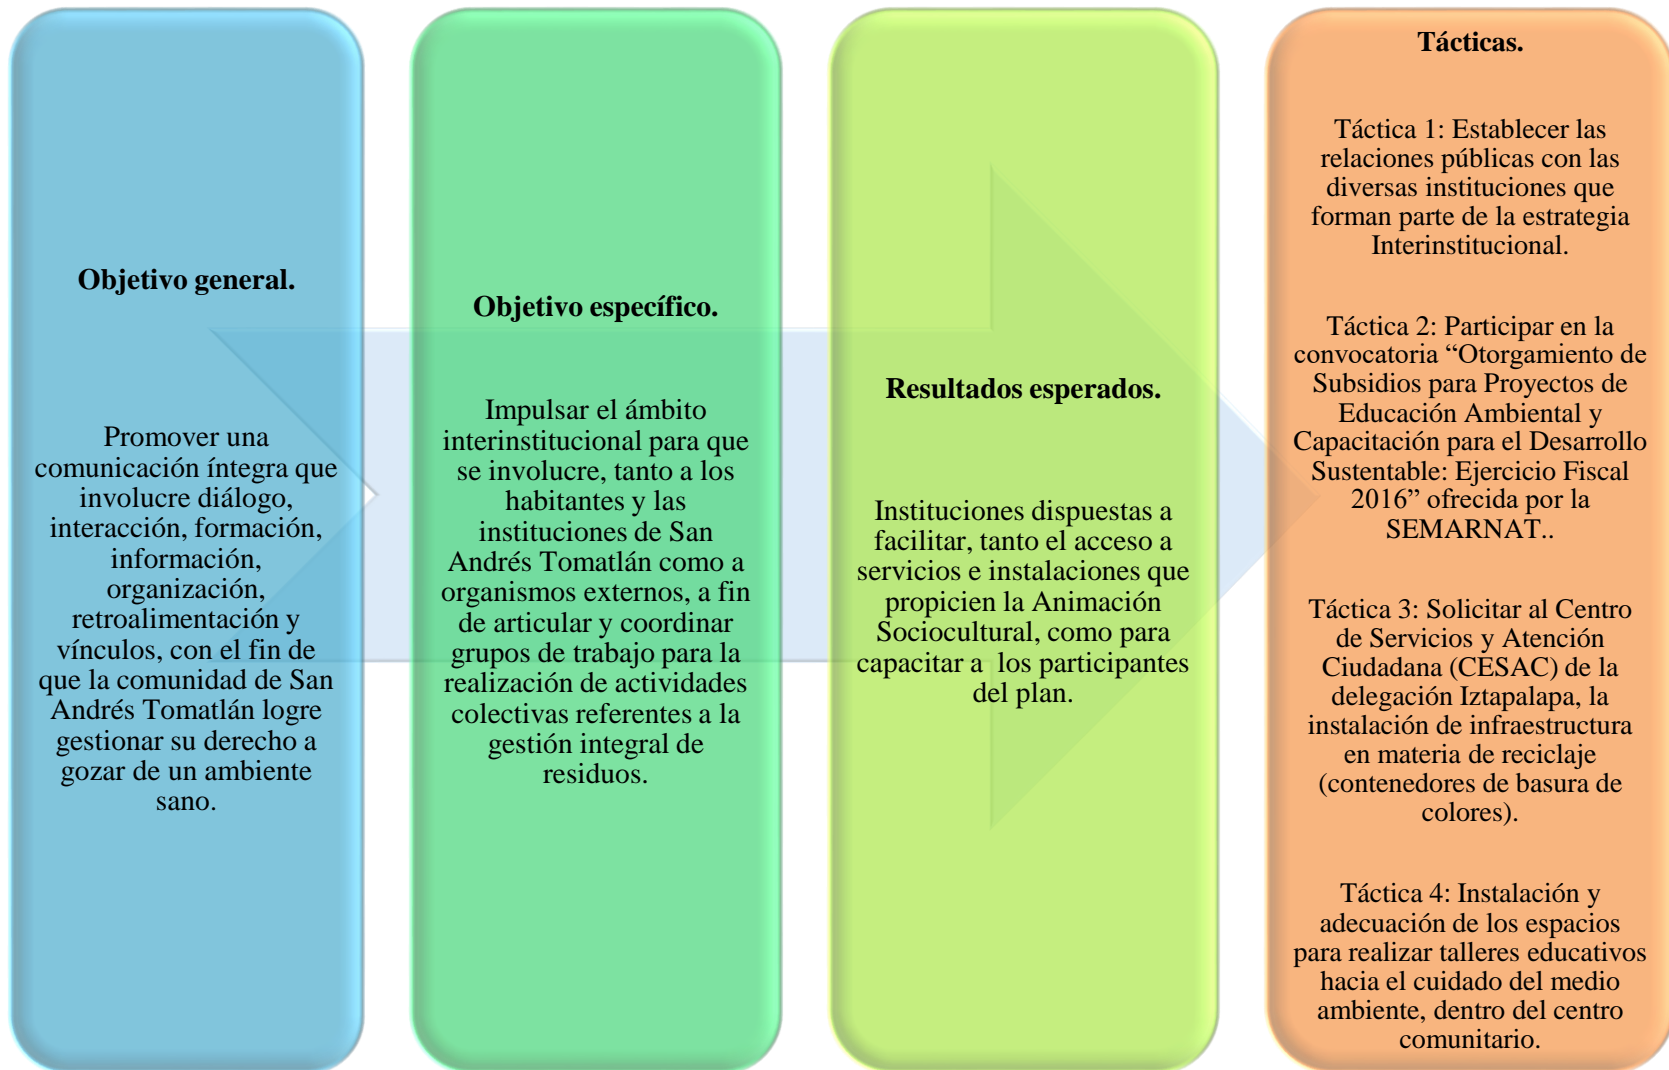 Objetivo general.
Promover una
comunicación íntegra que
involucre diálogo,
interacción, formación,
información,
organización,
retroalimentación y
vínculos, con el fin de
que la comunidad de San
Andrés Tomatlán logre
gestionar su derecho a
gozar de un ambiente
sano.
Objetivo específico.
Impulsar el ámbito
interinstitucional para que
se involucre, tanto a los
habitantes y las
instituciones de San
Andrés Tomatlán como a
organismos externos, a fin
de articular y coordinar
grupos de trabajo para la
realización de actividades
colectivas referentes a la
gestión integral de
residuos.
Resultados esperados.
Instituciones dispuestas a
facilitar, tanto el acceso a
servicios e instalaciones que
propicien la Animación
Sociocultural, como para
capacitar a  los participantes
del plan.
Tácticas.
Táctica 1: Establecer las
relaciones públicas con las
diversas instituciones que
forman parte de la estrategia
Interinstitucional.
Táctica 2: Participar en la
convocatoria “Otorgamiento de
Subsidios para Proyectos de
Educación Ambiental y
Capacitación para el Desarrollo
Sustentable: Ejercicio Fiscal
2016” ofrecida por la
SEMARNAT..
Táctica 3: Solicitar al Centro
de Servicios y Atención
Ciudadana (CESAC) de la
delegación Iztapalapa, la
instalación de infraestructura
en materia de reciclaje
(contenedores de basura de
colores).
Táctica 4: Instalación y
adecuación de los espacios
para realizar talleres educativos
hacia el cuidado del medio
ambiente, dentro del centro
comunitario.